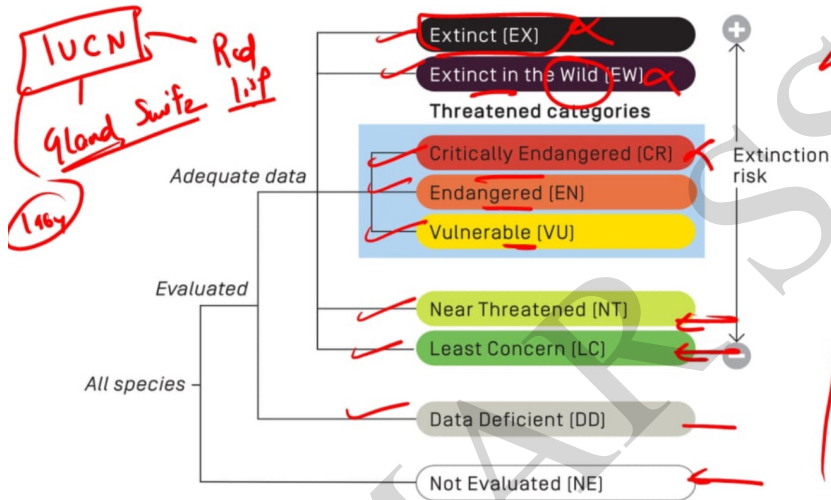 IUCN
Red
list
Gland Switz
1964
Extinct (EX)
Extinct in the Wild (EW)
Threatened categories
Critically Endangered (CR)
Extinction
risk
Adequate data
Endangered (EN)
Vulnerable (VU)
Evaluated
Near Threatened (NT)
Least Concern (LC)
All species
Data Deficient (DD)
Not Evaluated (NE)